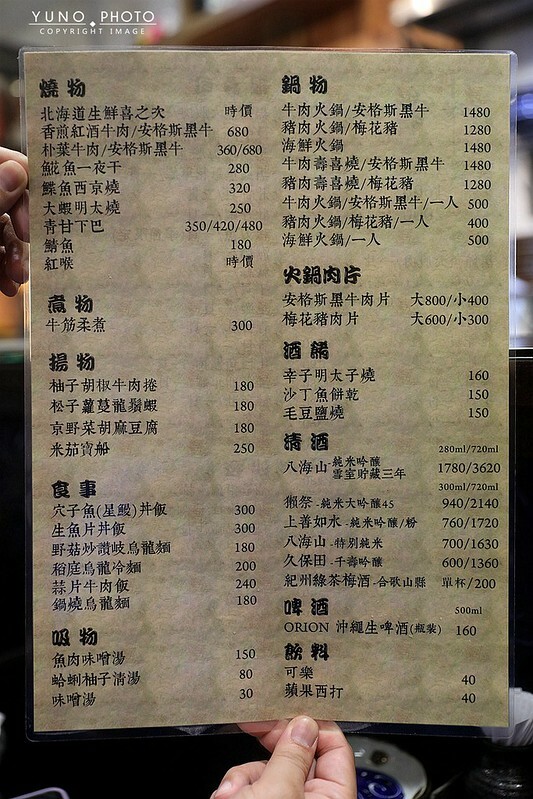 YUNO PHOTO
COPYRIGHT IMAGE
燒物
北海道生鮮喜之次 時價
香煎紅酒牛肉/安格斯黑牛 680
朴葉牛肉/安格斯黑牛 360/680
魰魚一夜干 280
鰈魚西京燒 320
大蝦明太燒 250
青甘下巴 350/420/480
鯖魚 180
紅喉 時價
煮物
牛筋柔煮 300
揚物
柚子胡椒牛肉捲 180
松子蘿蔓龍鬚蝦 180
京野菜胡麻豆腐 180
米茄寶船 250
食事
穴子魚(星鰻)丼飯 300
生魚片丼飯 300
野菇炒讚岐烏龍麵 180
稻庭烏龍冷麵 200
蒜片牛肉飯 240
鍋燒烏龍麵 180
吸物
魚肉味噌湯 150
蛤蜊柚子清湯 80
味噌湯 30
鍋物
牛肉火鍋/安格斯黑牛 1480
豬肉火鍋/梅花豬 1280
海鮮火鍋 1480
牛肉壽喜燒/安格斯黑牛 1480
豬肉壽喜燒/梅花豬 1280
牛肉火鍋/安格斯黑牛/一人 500
豬肉火鍋/梅花豬/一人 400
海鮮火鍋/一人 500
火鍋肉片
安格斯黑牛肉片 大800/小400
梅花豬肉片 大600/小300
酒餚
辛子明太子燒 160
沙丁魚餅乾 150
毛豆鹽燒 150
清酒
280ml/720ml
八海山-純米吟釀 雪室貯藏三年 1780/3620
300ml/720ml
獺祭-純米大吟釀45 940/2140
上善如水-純米吟釀/粉 760/1720
八海山-特別純米 700/1630
久保田-千壽吟釀 600/1360
紀州綠茶梅酒-合歌山縣 單杯/200
啤酒
500ml
ORION 沖繩生啤酒(瓶裝) 160
飲料
可樂 40
蘋果西打 40